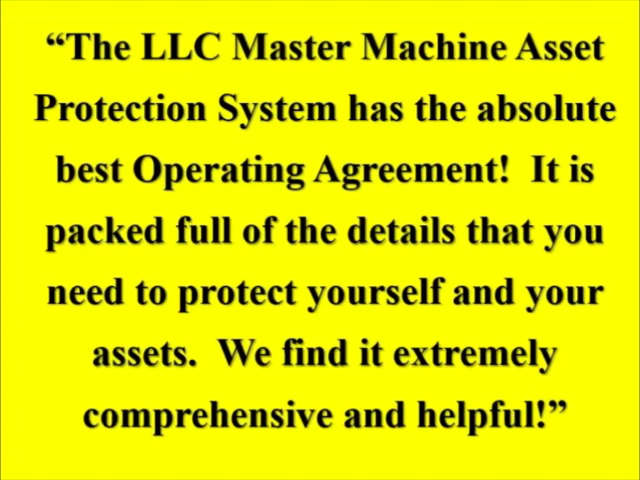 “The LLC Master Machine Asset
Protection System has the absolute
best Operating Agreement!  It is
packed full of the details that you
need to protect yourself and your
assets.  We find it extremely
comprehensive and helpful!”